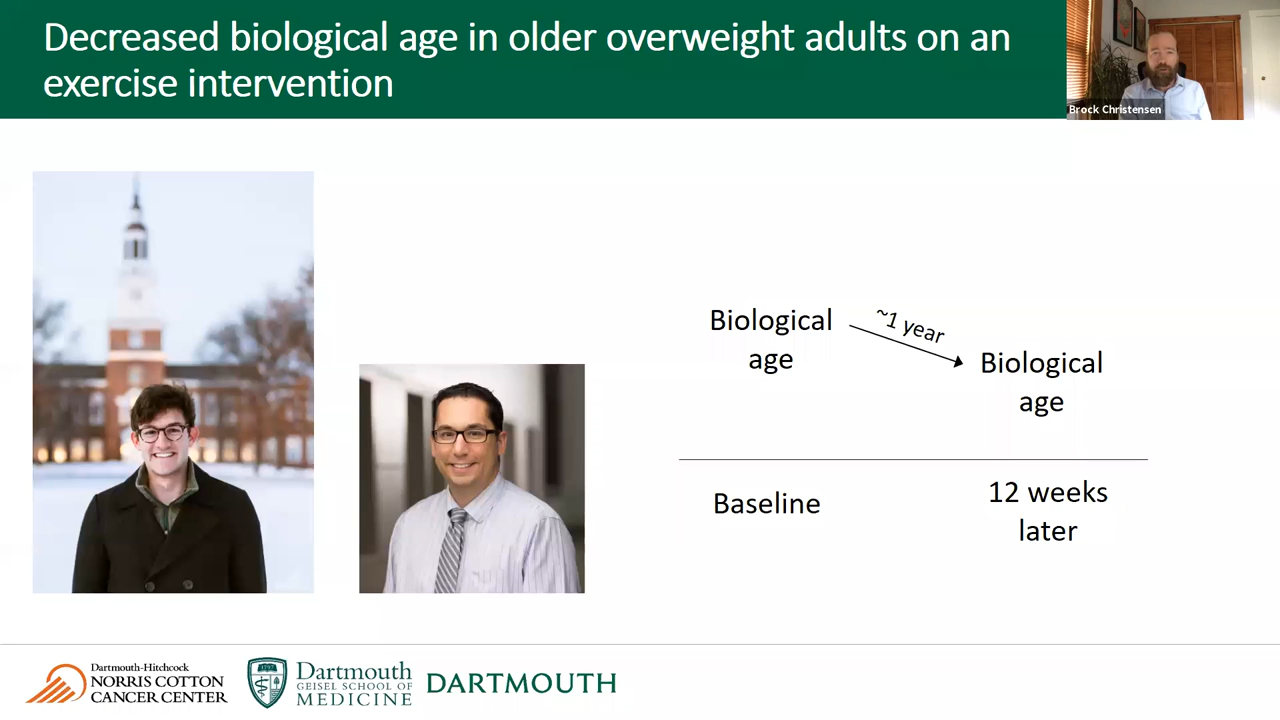 Decreased biological age in older overweight adults on an
exercise intervention
Brock Christensen
Biological
age
~1 year
Biological
age
Baseline
12 weeks
later
Dartmouth-Hitchcock
NORRIS COTTON
CANCER CENTER
1797
Dartmouth
GEISEL SCHOOL OF
MEDICINE
DARTMOUTH